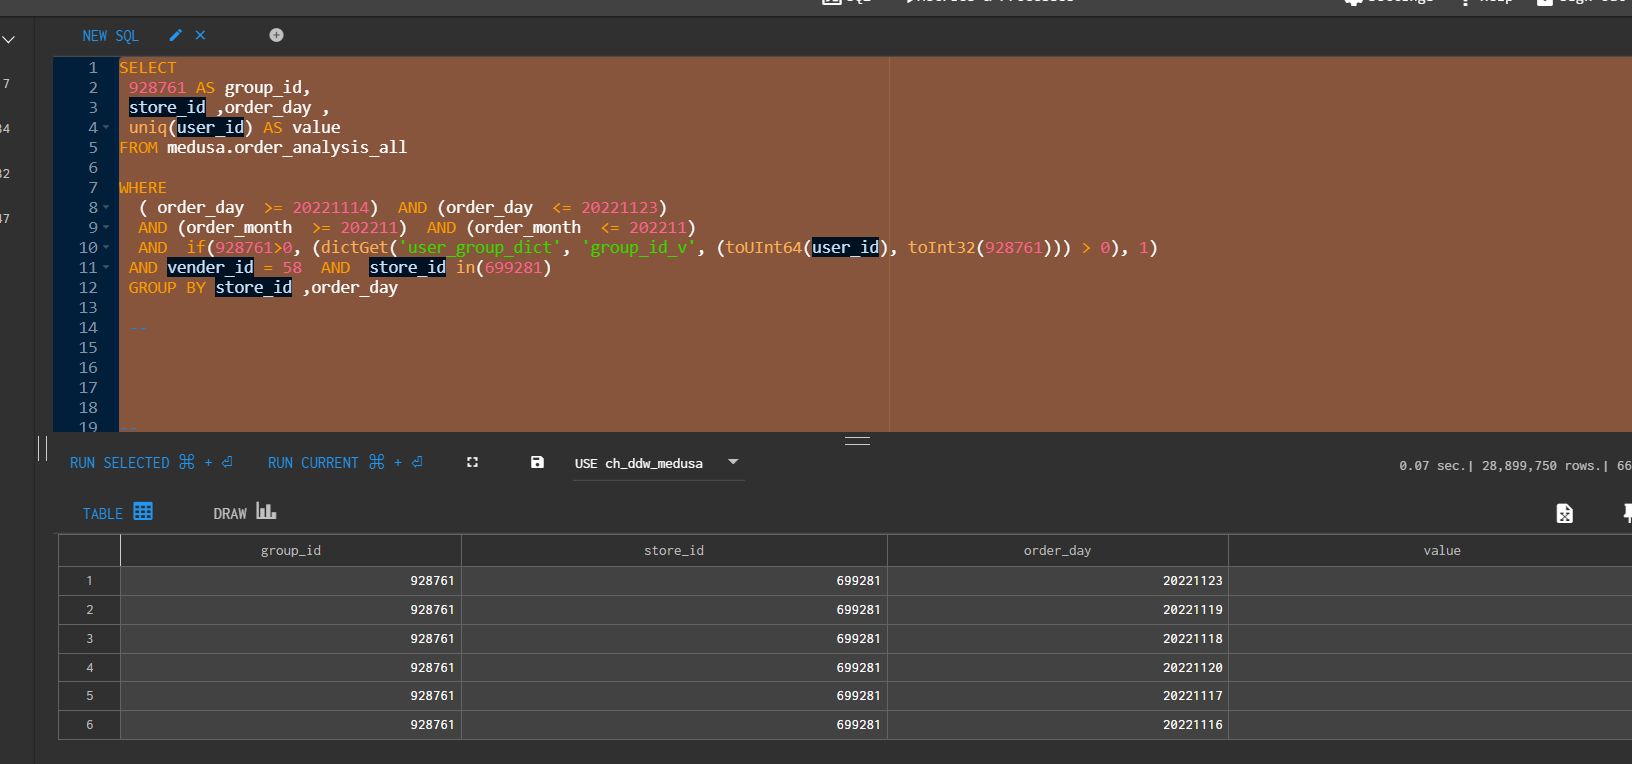 NEW SQL
1 SELECT
2 928761 AS group_id,
3 store_id ,order_day ,
4 uniq(user_id) AS value
5 FROM medusa.order_analysis_all
6
7 WHERE
8 ( order_day >= 20221114) AND (order_day <= 20221123)
9 AND (order_month >= 202211) AND (order_month <= 202211)
10 AND if(928761>0, (dictGet('user_group_dict', 'group_id_v', (toUInt64(user_id), toInt32(928761))) > 0), 1)
11 AND vender_id = 58 AND store_id in(699281)
12 GROUP BY store_id ,order_day
13
14 --
15
16
17
18
19 --
7
34
32
47
RUN SELECTED ⌘ + ⏎ RUN CURRENT ⌘ + ⏎ USE ch_ddw_medusa 0.07 sec.| 28,899,750 rows.| 66
TABLE DRAW
group_id store_id order_day value
1 928761 699281 20221123
2 928761 699281 20221119
3 928761 699281 20221118
4 928761 699281 20221120
5 928761 699281 20221117
6 928761 699281 20221116